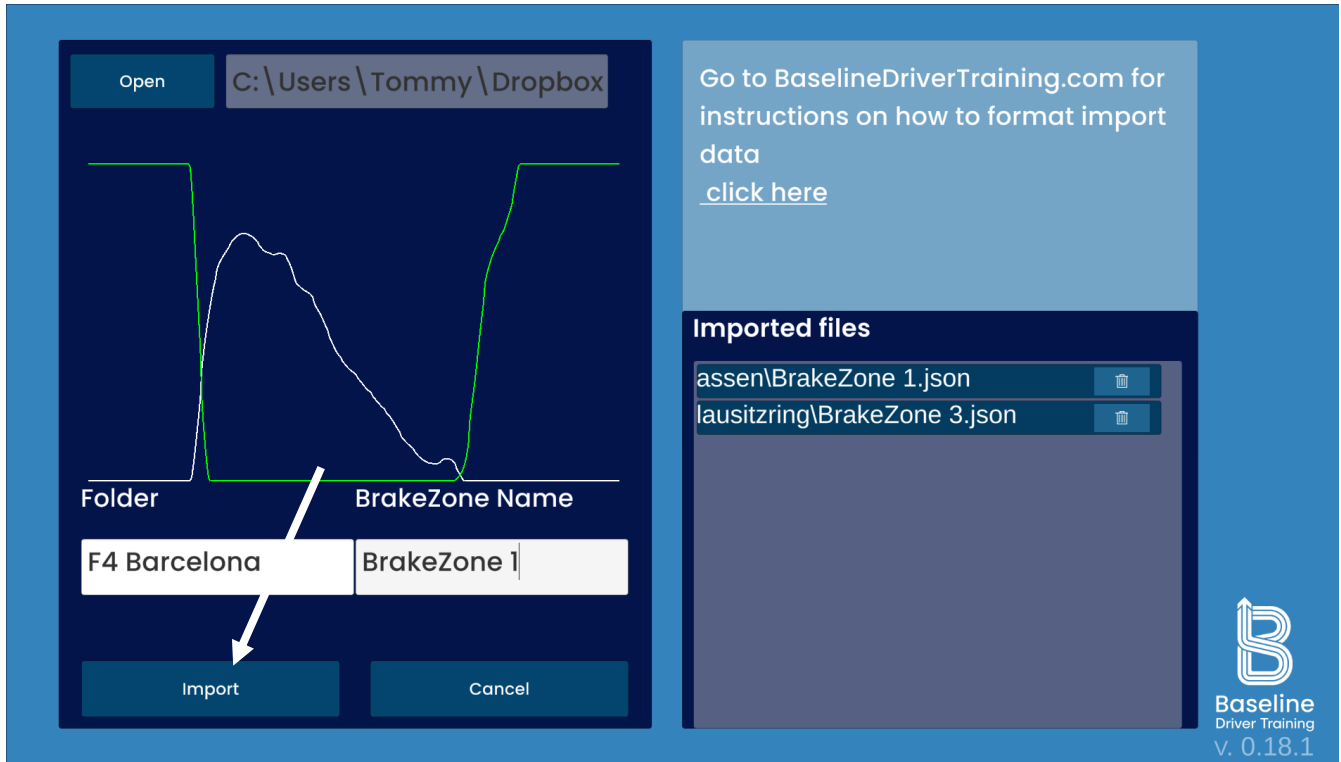 Open
C:\Users\Tommy\Dropbox
Folder
BrakeZone Name
F4 Barcelona
BrakeZone 1
Import
Cancel
Go to BaselineDriverTraining.com for
instructions on how to format import
data
click here
Imported files
assen\BrakeZone 1.json
lausitzring\BrakeZone 3.json
Baseline
Driver Training
v. 0.18.1